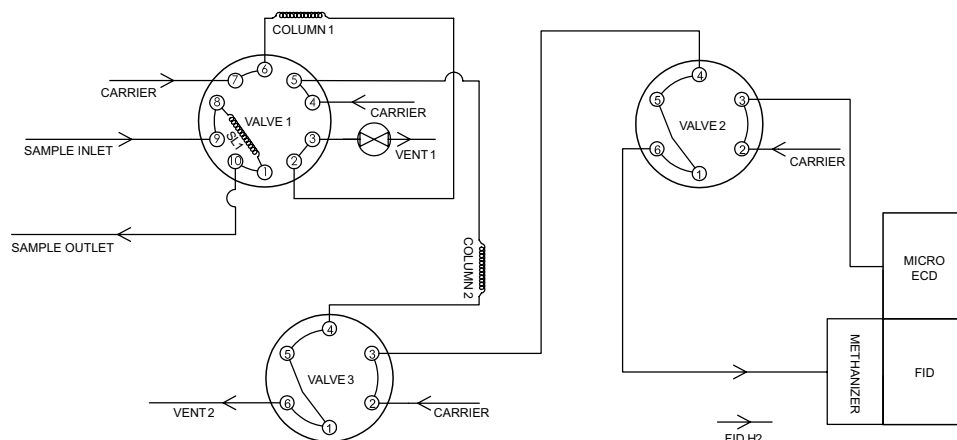 COLUMN 1
6
7
5
8
4
CARRIER
VALVE 1
CARRIER
SAMPLE INLET
9
SL1
3
VENT 1
10
1
2
SAMPLE OUTLET
COLUMN 2
4
5
3
VALVE 2
6
2
CARRIER
1
4
5
3
VALVE 3
6
2
CARRIER
VENT 2
1
MICRO
ECD
METHANIZER
FID
FID H2